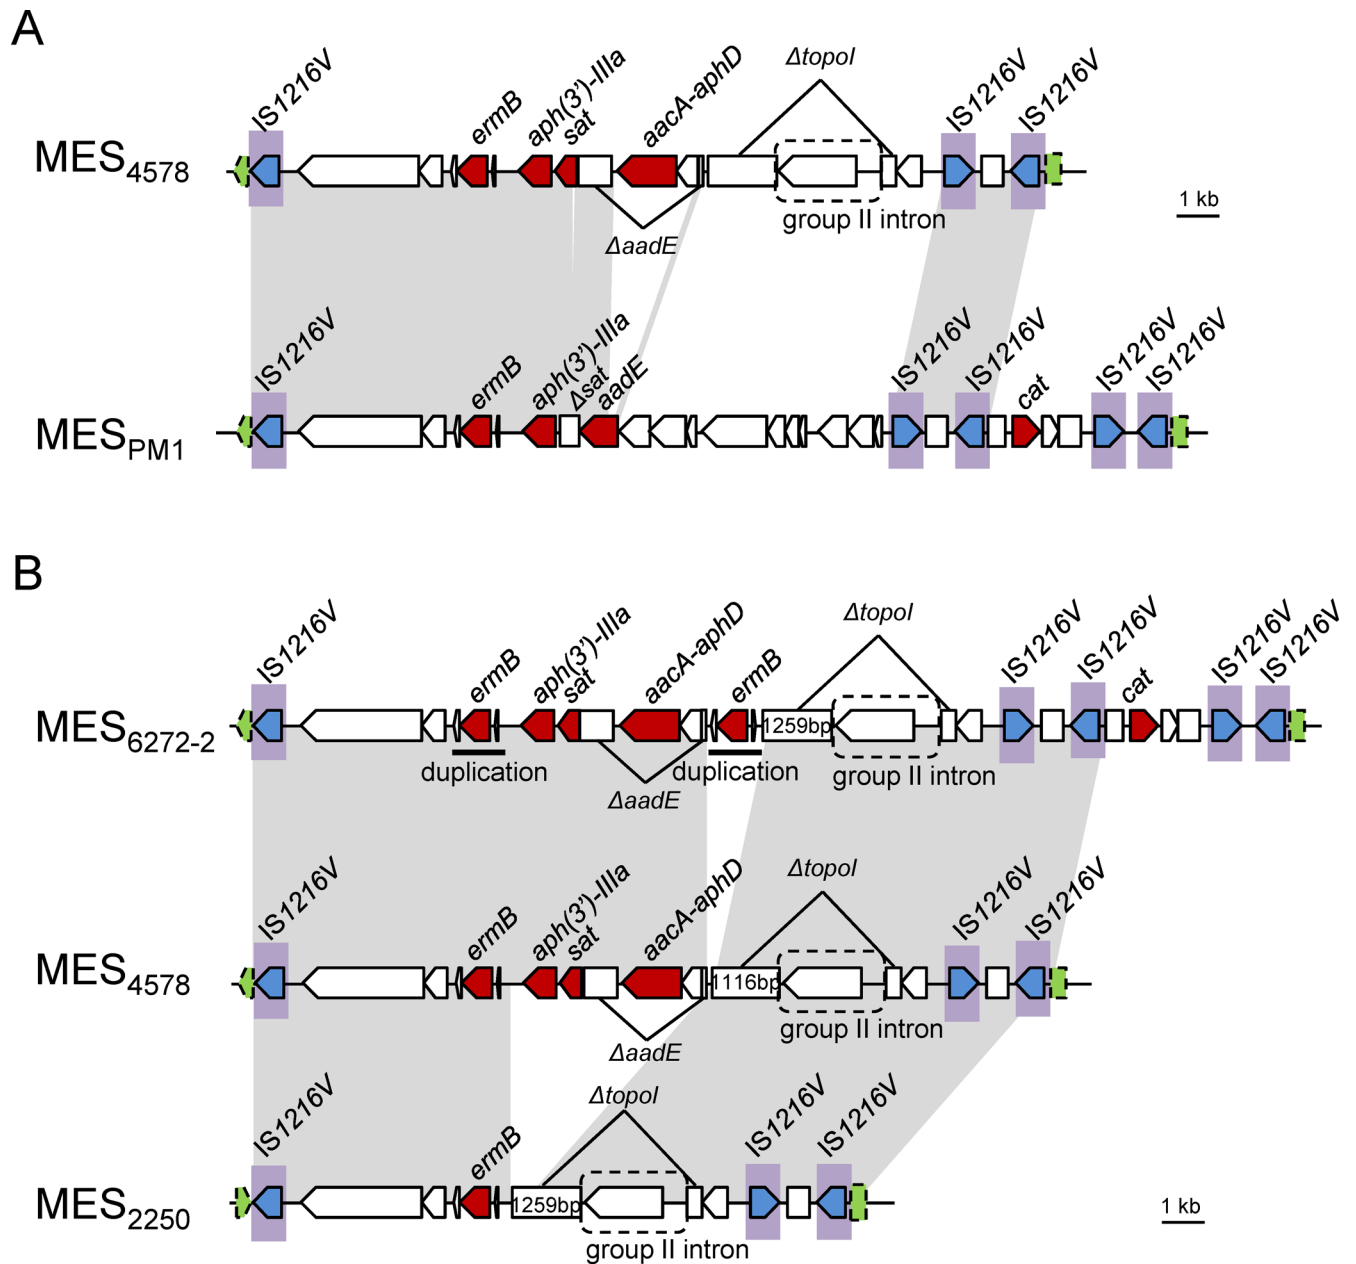 A
IS1216V ermB aph(3')-IIIa sat aacA-aphD ΔtopoI IS1216V IS1216V
MES4578
1 kb
group II intron
ΔaadE
IS1216V ermB aph(3')-IIIa Δsat aadE IS1216V IS1216V cat IS1216V IS1216V
MESPM1
B
IS1216V ermB aph(3')-IIIa sat aacA-aphD ermB ΔtopoI IS1216V IS1216V cat IS1216V IS1216V
MES6272-2
1259bp
duplication duplication group II intron
ΔaadE
IS1216V ermB aph(3')-IIIa sat aacA-aphD ΔtopoI IS1216V IS1216V
MES4578
1116bp
group II intron
ΔaadE
IS1216V ermB ΔtopoI IS1216V IS1216V
MES2250
1259bp
1 kb
group II intron